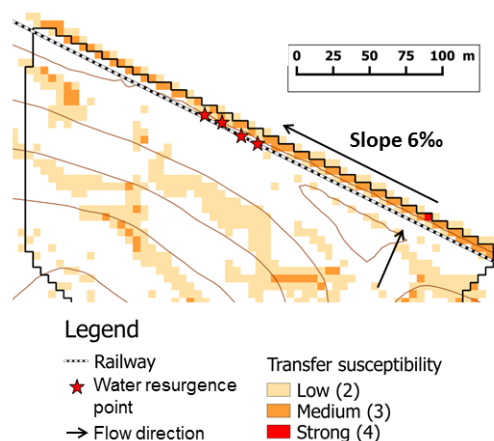 0 25 50 75 100 m
Slope 6‰
Legend
Railway
Water resurgence
point
Flow direction
Transfer susceptibility
Low (2)
Medium (3)
Strong (4)